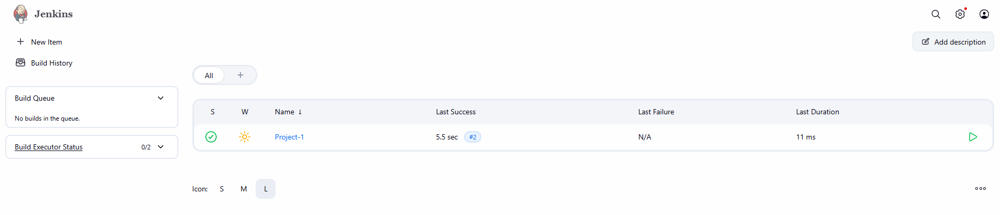 Jenkins
New Item
Add description
Build History
All
Build Queue
No builds in the queue.
Build Executor Status 0/2
S W Name ↓ Last Success Last Failure Last Duration
Project-1 5.5 sec #2 N/A 11 ms
Icon: S M L